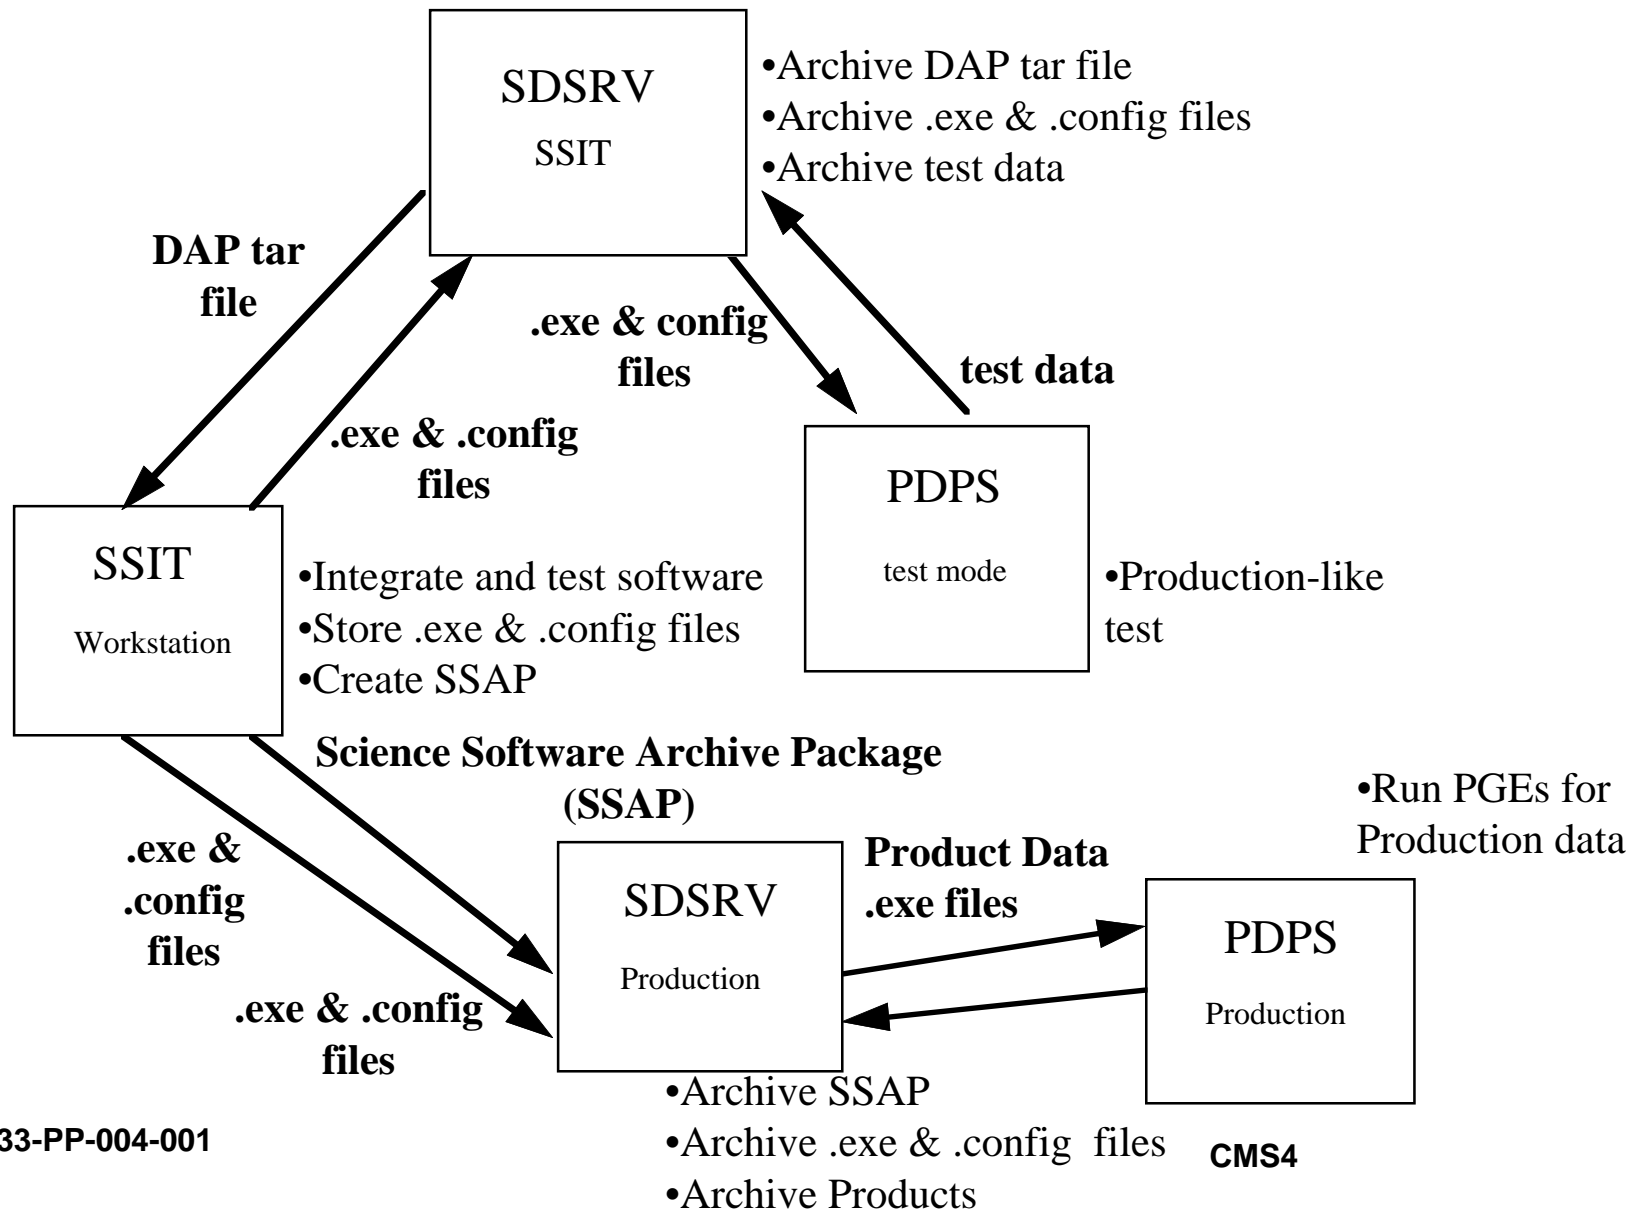 SDSRV
SSIT
•Archive DAP tar file
•Archive .exe & .config files
•Archive test data
DAP tar
file
.exe & config
files
test data
.exe & .config
files
PDPS
test mode
•Production-like
test
SSIT
Workstation
•Integrate and test software
•Store .exe & .config files
•Create SSAP
Science Software Archive Package
(SSAP)
•Run PGEs for
Production data
.exe &
.config
files
Product Data
.exe files
SDSRV
Production
PDPS
Production
.exe & .config
files
•Archive SSAP
•Archive .exe & .config  files
•Archive Products
33-PP-004-001
CMS4